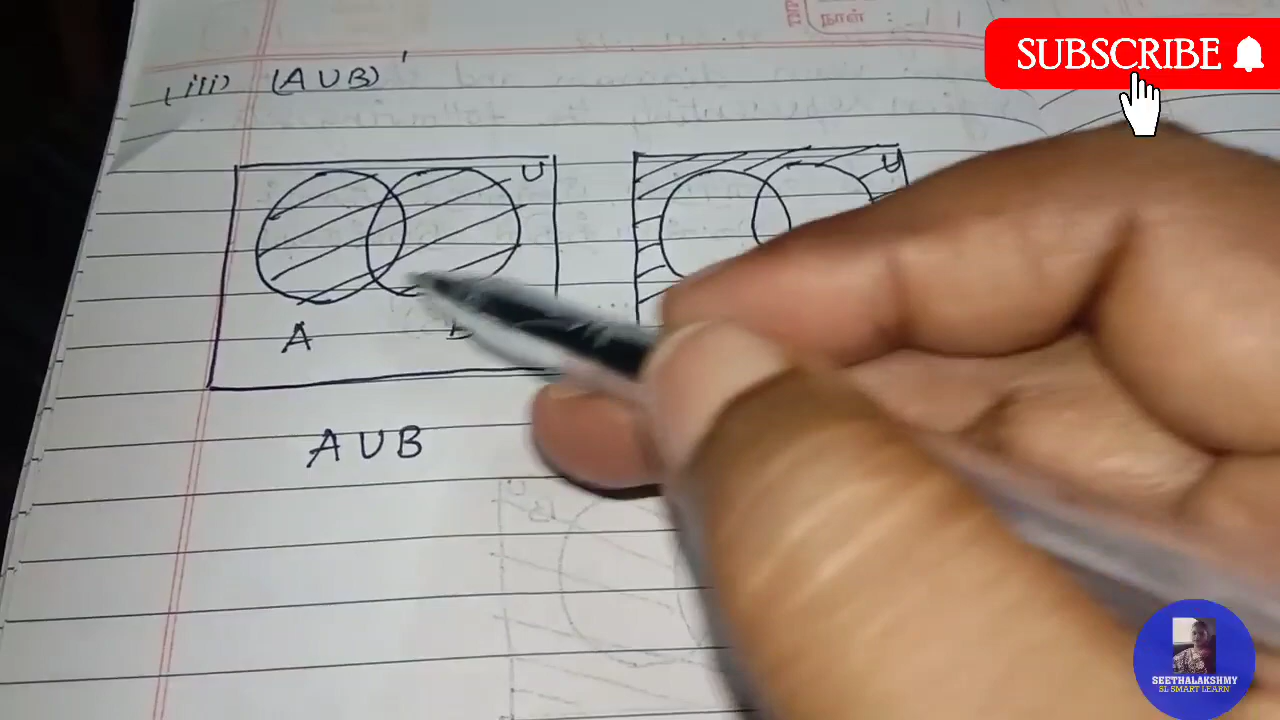 SUBSCRIBE
நாள் : / /
(iii) (A U B)'
U
U
A
A U B
SEETHALAKSHMY
SL SMART LEARN